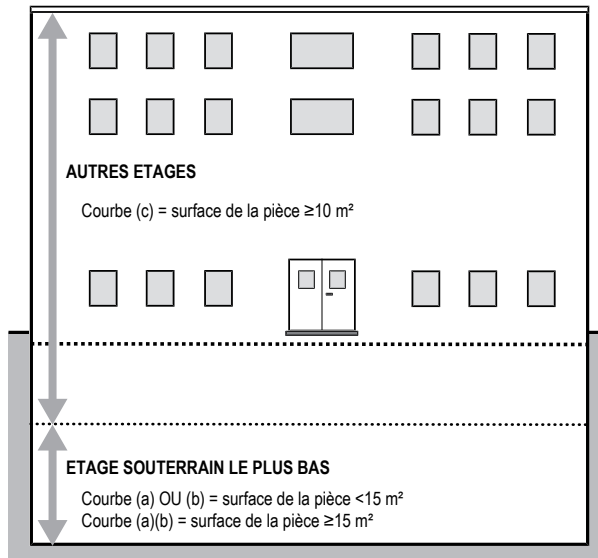 AUTRES ETAGES
Courbe (c) = surface de la pièce ≥10 m²
ETAGE SOUTERRAIN LE PLUS BAS
Courbe (a) OU (b) = surface de la pièce <15 m²
Courbe (a)(b) = surface de la pièce ≥15 m²